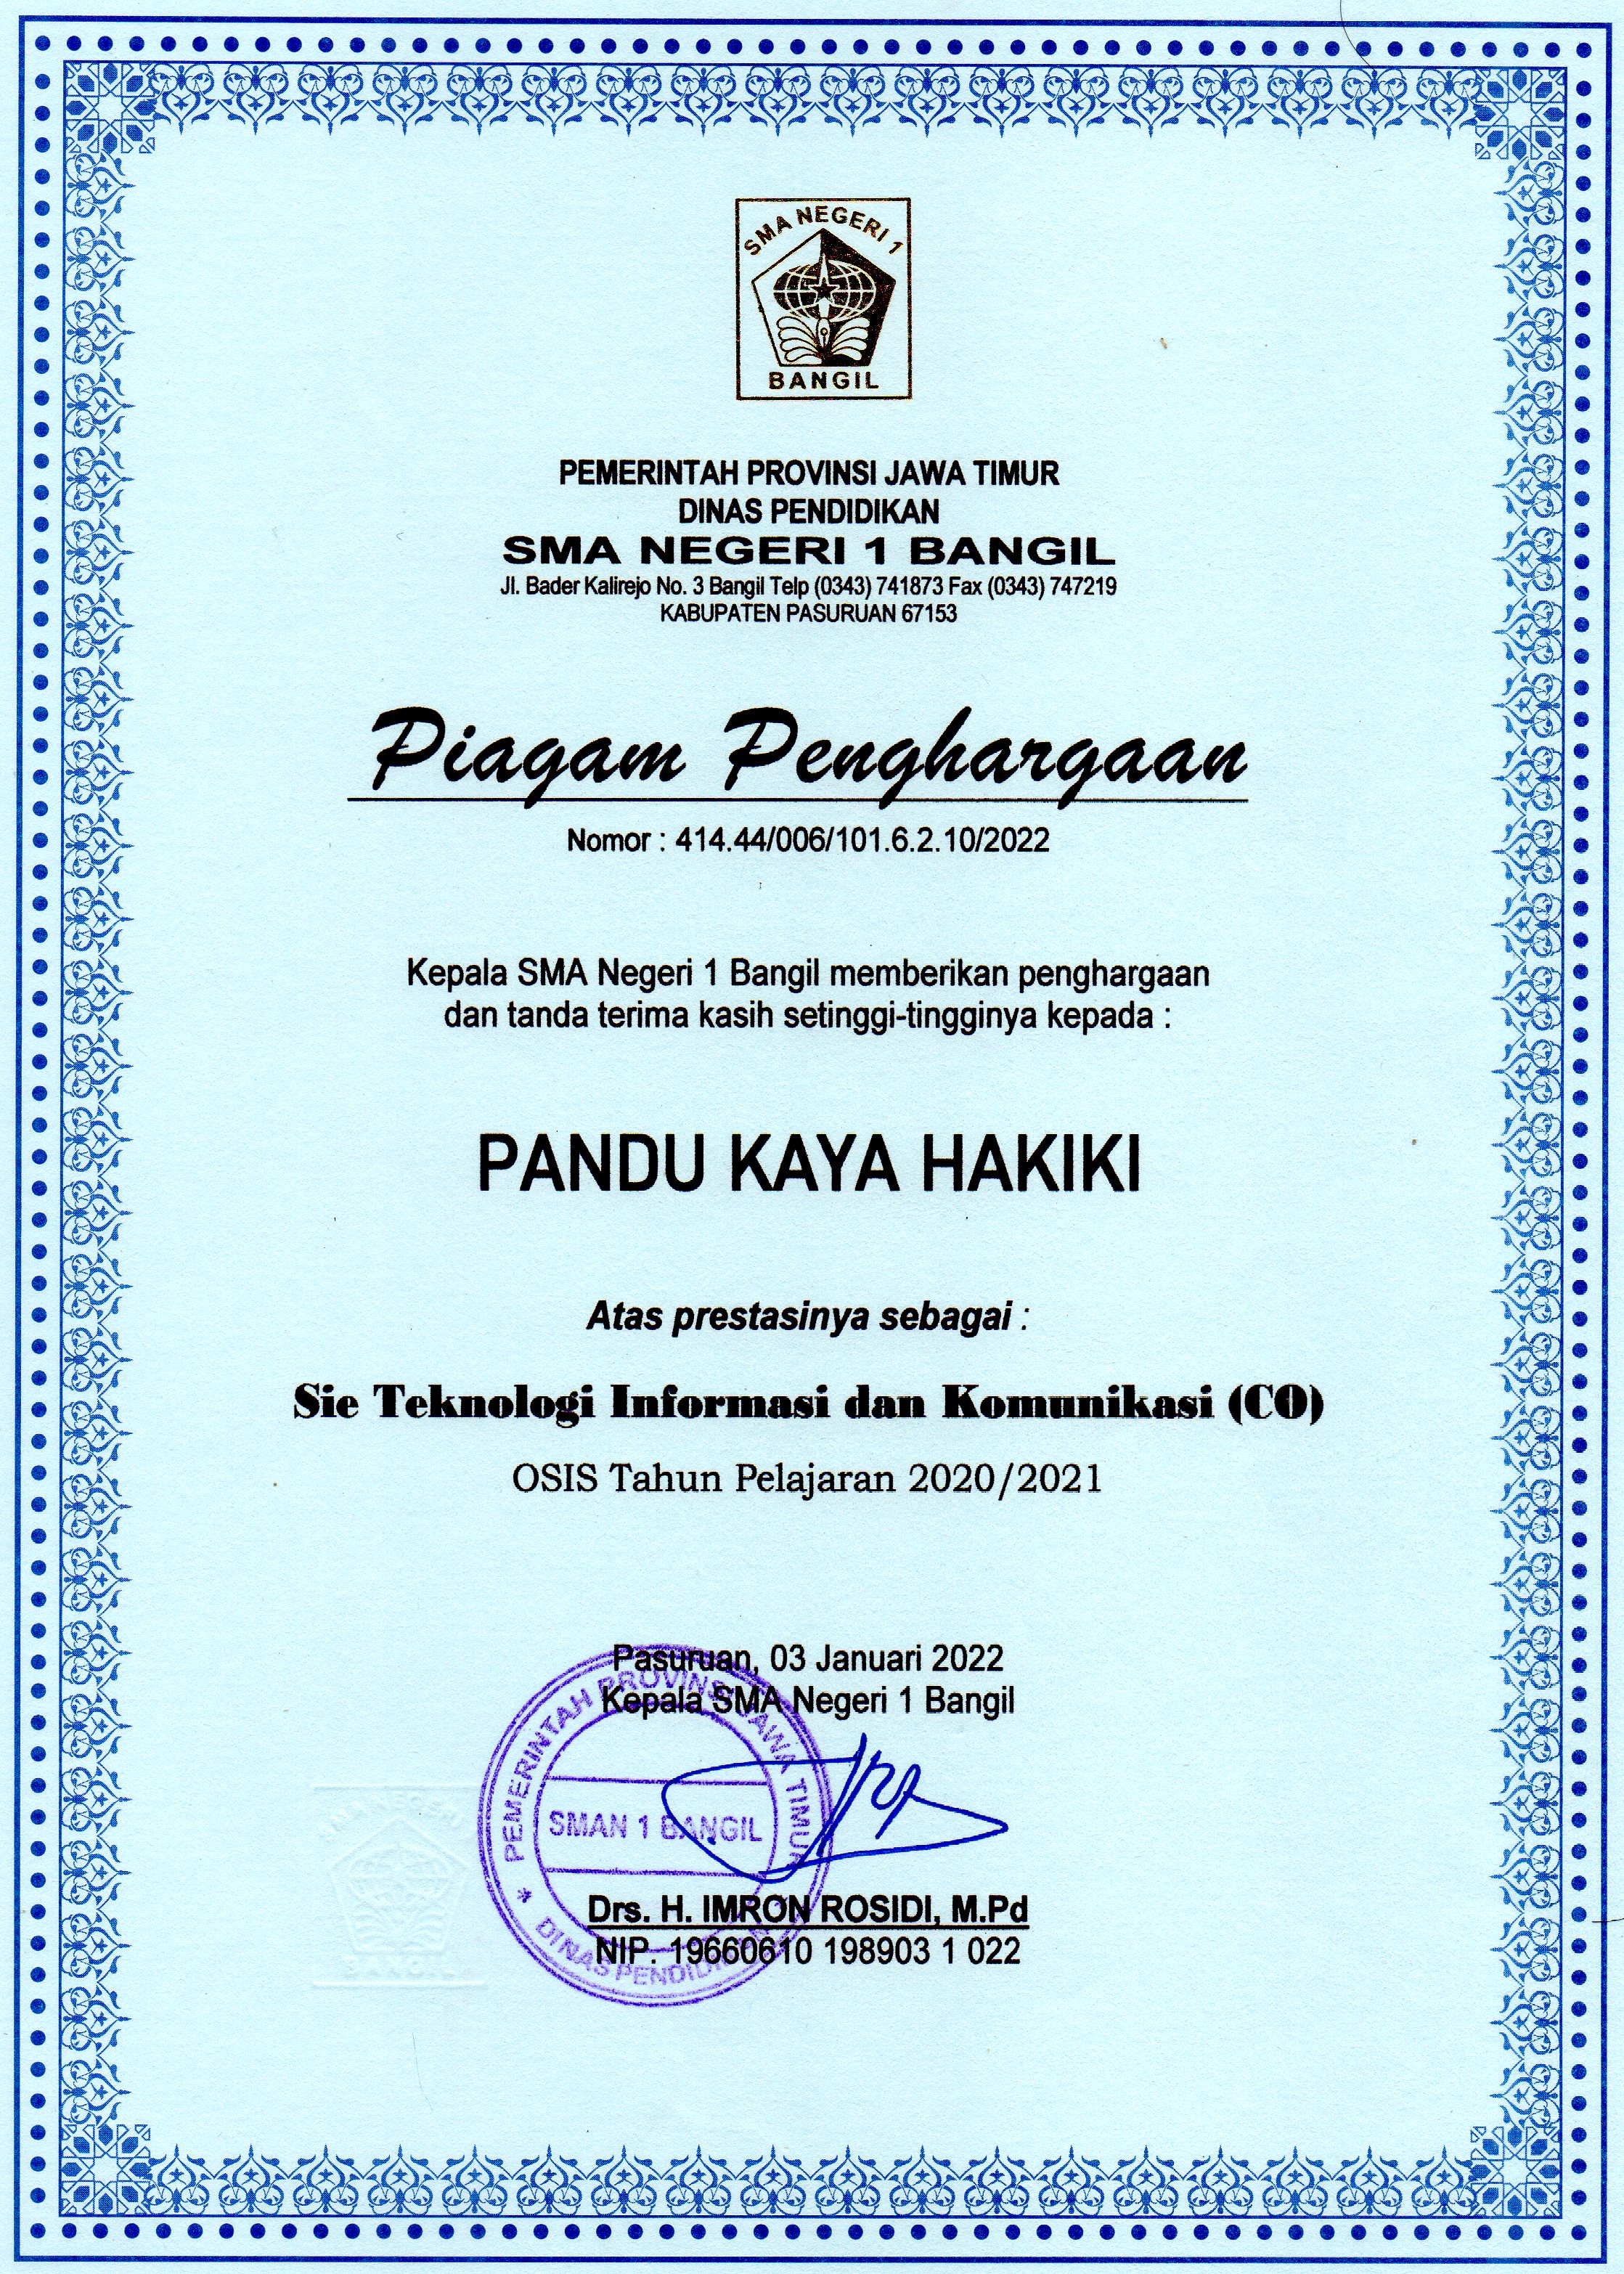 SMA NEGERI 1
BANGIL
PEMERINTAH PROVINSI JAWA TIMUR
DINAS PENDIDIKAN
SMA NEGERI 1 BANGIL
Jl. Bader Kalirejo No. 3 Bangil Telp (0343) 741873 Fax (0343) 747219
KABUPATEN PASURUAN 67153
Piagam Penghargaan
Nomor : 414.44/006/101.6.2.10/2022
Kepala SMA Negeri 1 Bangil memberikan penghargaan
dan tanda terima kasih setinggi-tingginya kepada :
PANDU KAYA HAKIKI
Atas prestasinya sebagai :
Sie Teknologi Informasi dan Komunikasi (CO)
OSIS Tahun Pelajaran 2020/2021
Pasuruan, 03 Januari 2022
Kepala SMA Negeri 1 Bangil
PEMERINTAH PROVINSI JAWA TIMUR
SMAN 1 BANGIL
* DINAS PENDIDIKAN
Drs. H. IMRON ROSIDI, M.Pd
NIP. 19660610 198903 1 022
SMA NEGERI 1
BANGIL